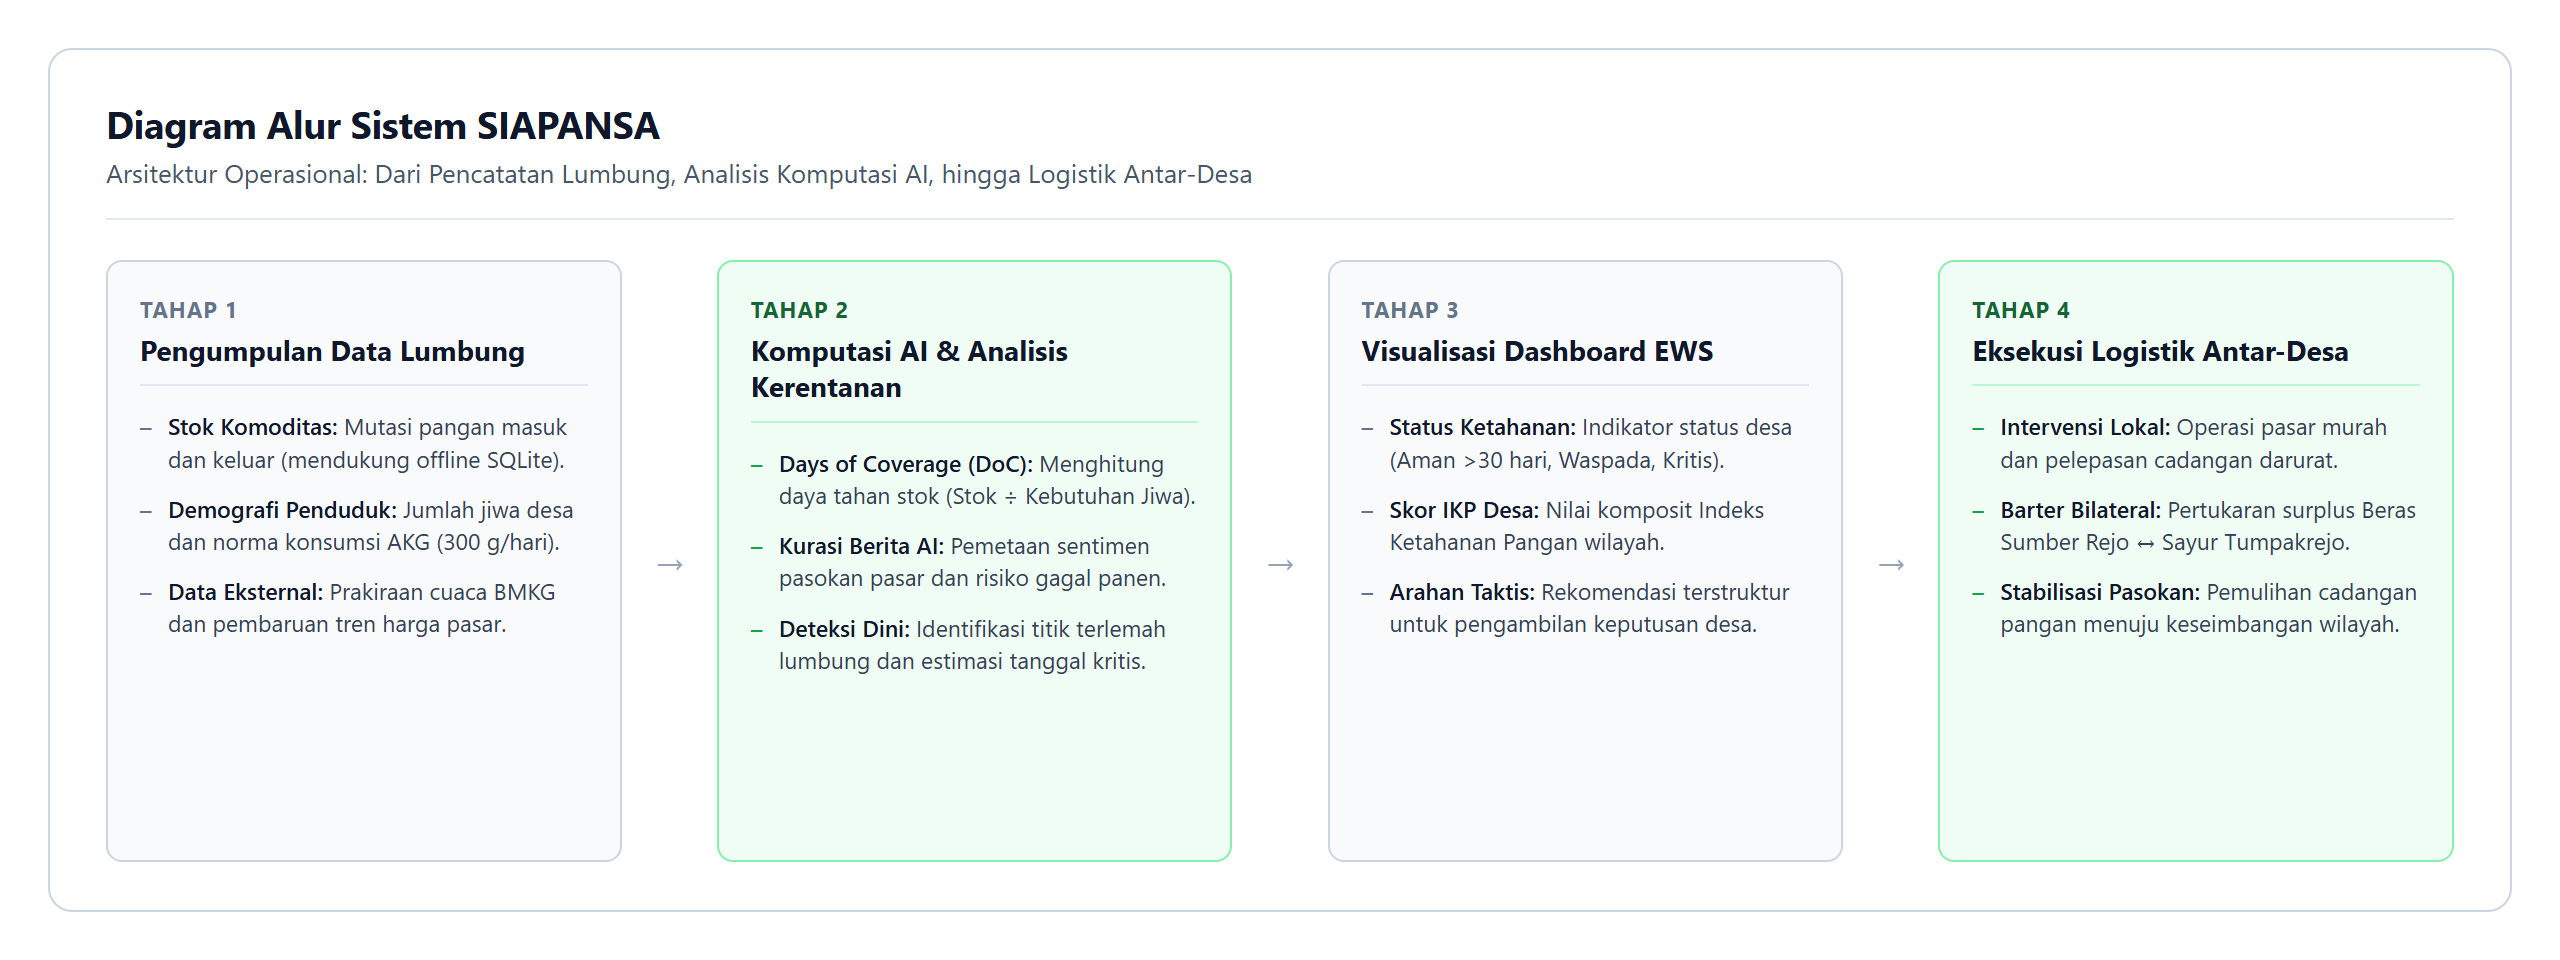 Diagram Alur Sistem SIAPANSA
Arsitektur Operasional: Dari Pencatatan Lumbung, Analisis Komputasi AI, hingga Logistik Antar-Desa
TAHAP 1
Pengumpulan Data Lumbung
– Stok Komoditas: Mutasi pangan masuk
dan keluar (mendukung offline SQLite).
– Demografi Penduduk: Jumlah jiwa desa
dan norma konsumsi AKG (300 g/hari).
– Data Eksternal: Prakiraan cuaca BMKG
dan pembaruan tren harga pasar.
→
TAHAP 2
Komputasi AI & Analisis
Kerentanan
– Days of Coverage (DoC): Menghitung
daya tahan stok (Stok ÷ Kebutuhan Jiwa).
– Kurasi Berita AI: Pemetaan sentimen
pasokan pasar dan risiko gagal panen.
– Deteksi Dini: Identifikasi titik terlemah
lumbung dan estimasi tanggal kritis.
→
TAHAP 3
Visualisasi Dashboard EWS
– Status Ketahanan: Indikator status desa
(Aman >30 hari, Waspada, Kritis).
– Skor IKP Desa: Nilai komposit Indeks
Ketahanan Pangan wilayah.
– Arahan Taktis: Rekomendasi terstruktur
untuk pengambilan keputusan desa.
→
TAHAP 4
Eksekusi Logistik Antar-Desa
– Intervensi Lokal: Operasi pasar murah
dan pelepasan cadangan darurat.
– Barter Bilateral: Pertukaran surplus Beras
Sumber Rejo ↔ Sayur Tumpakrejo.
– Stabilisasi Pasokan: Pemulihan cadangan
pangan menuju keseimbangan wilayah.